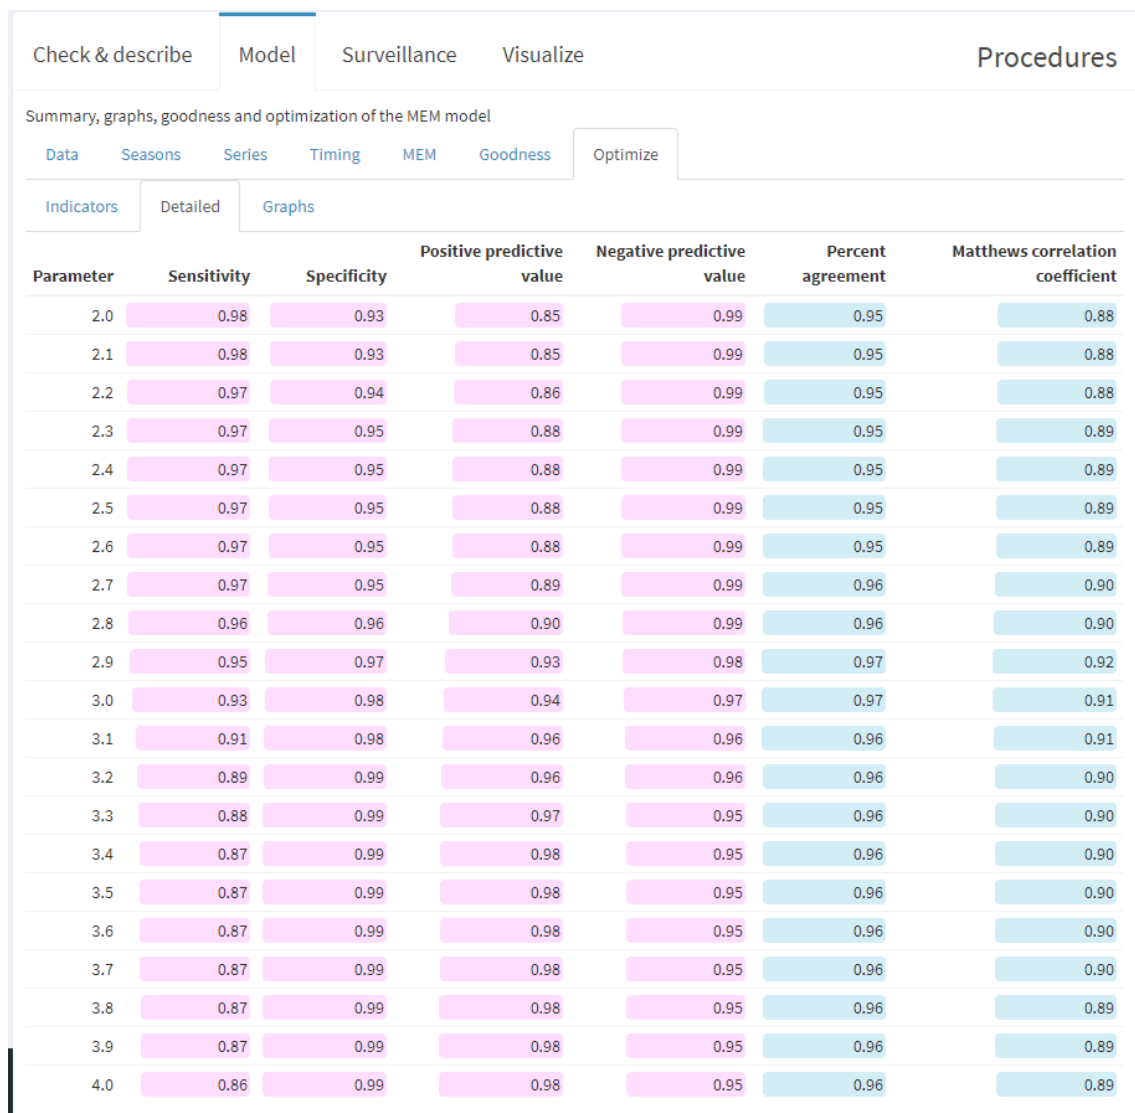 Check & describe Model Surveillance Visualize Procedures
Summary, graphs, goodness and optimization of the MEM model
Data Seasons Series Timing MEM Goodness Optimize
Indicators Detailed Graphs
Parameter Sensitivity Specificity Positive predictive value Negative predictive value Percent agreement Matthews correlation coefficient
2.0 0.98 0.93 0.85 0.99 0.95 0.88
2.1 0.98 0.93 0.85 0.99 0.95 0.88
2.2 0.97 0.94 0.86 0.99 0.95 0.88
2.3 0.97 0.95 0.88 0.99 0.95 0.89
2.4 0.97 0.95 0.88 0.99 0.95 0.89
2.5 0.97 0.95 0.88 0.99 0.95 0.89
2.6 0.97 0.95 0.88 0.99 0.95 0.89
2.7 0.97 0.95 0.89 0.99 0.96 0.90
2.8 0.96 0.96 0.90 0.99 0.96 0.90
2.9 0.95 0.97 0.93 0.98 0.97 0.92
3.0 0.93 0.98 0.94 0.97 0.97 0.91
3.1 0.91 0.98 0.96 0.96 0.96 0.91
3.2 0.89 0.99 0.96 0.96 0.96 0.90
3.3 0.88 0.99 0.97 0.95 0.96 0.90
3.4 0.87 0.99 0.98 0.95 0.96 0.90
3.5 0.87 0.99 0.98 0.95 0.96 0.90
3.6 0.87 0.99 0.98 0.95 0.96 0.90
3.7 0.87 0.99 0.98 0.95 0.96 0.90
3.8 0.87 0.99 0.98 0.95 0.96 0.89
3.9 0.87 0.99 0.98 0.95 0.96 0.89
4.0 0.86 0.99 0.98 0.95 0.96 0.89